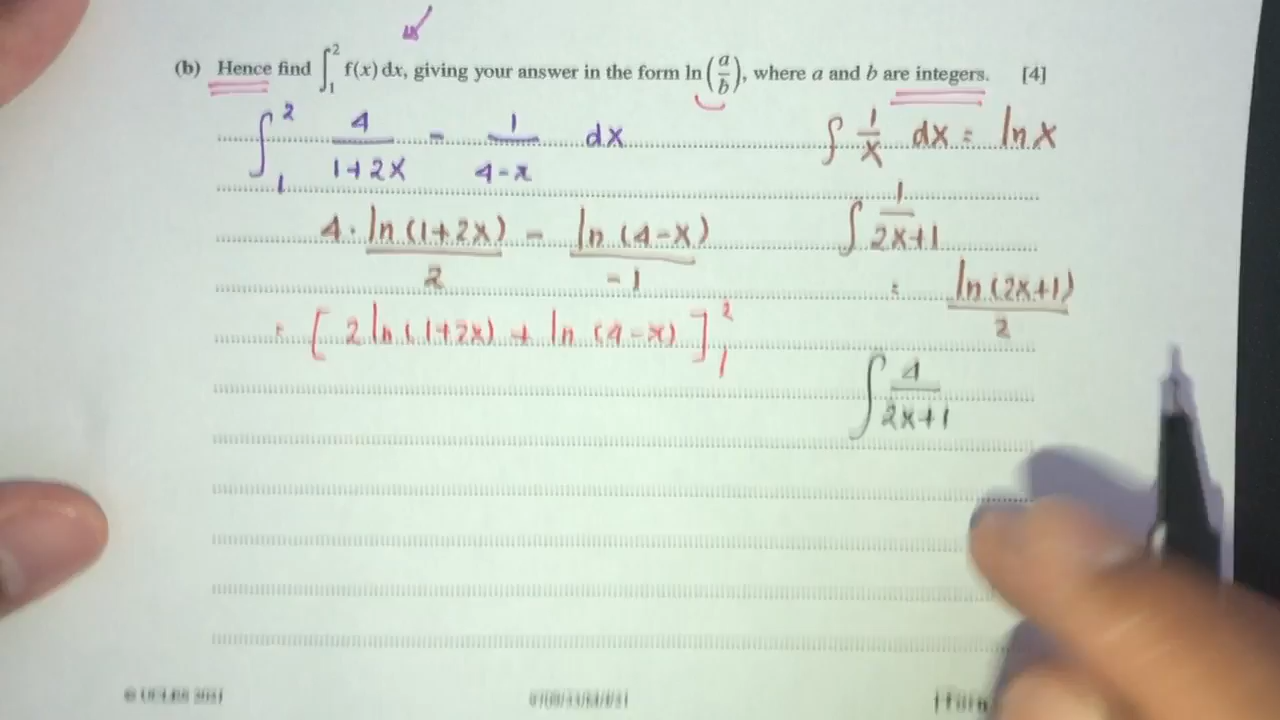 (b) Hence find ∫₁² f(x) dx, giving your answer in the form ln(a/b), where a and b are integers. [4]
∫₁² 4/(1+2x) - 1/(4-x) dx
∫ 1/x dx = ln x
4 · ln(1+2x)/2 - ln(4-x)/-1
∫ 1/(2x+1)
= ln(2x+1)/2
= [2 ln(1+2x) + ln(4-x)]₁²
∫ 4/(2x+1)
© UCLES 2021